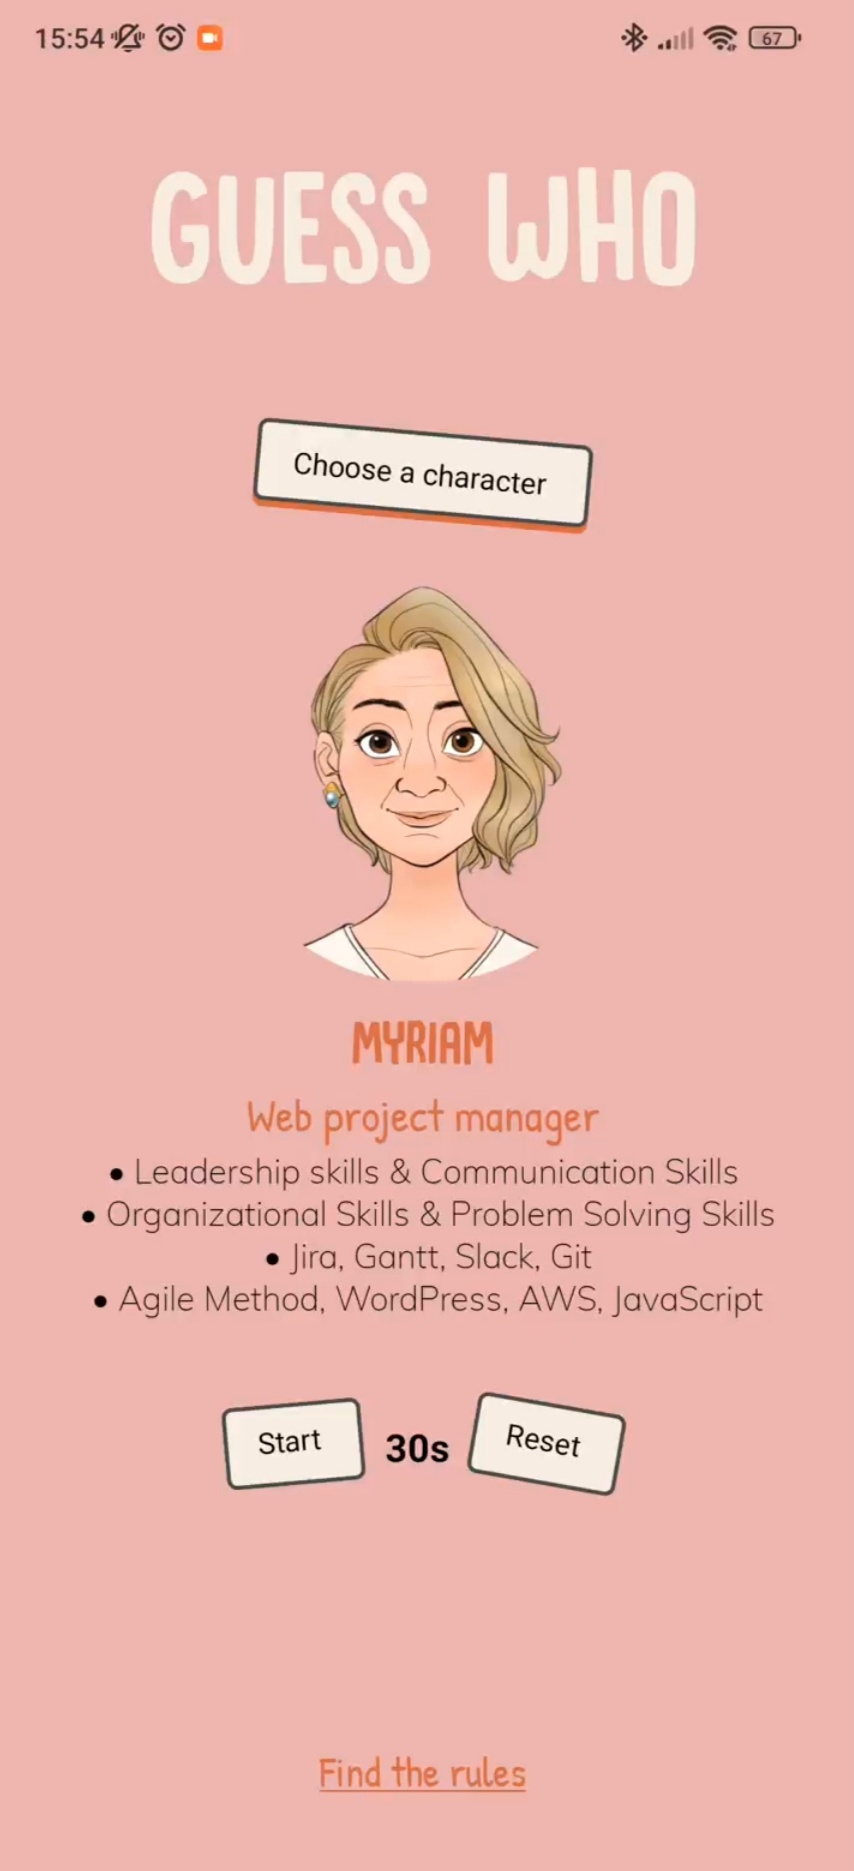 15:54
67
GUESS WHO
Choose a character
MYRIAM
Web project manager
• Leadership skills & Communication Skills
• Organizational Skills & Problem Solving Skills
• Jira, Gantt, Slack, Git
• Agile Method, WordPress, AWS, JavaScript
Start 30s Reset
Find the rules